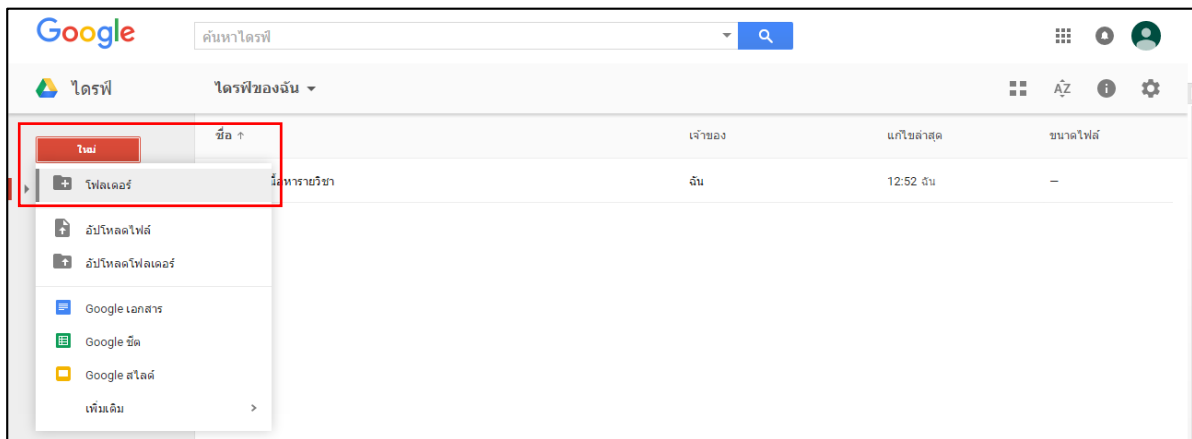 Google
ค้นหาไดรฟ์
ไดรฟ์
ไดรฟ์ของฉัน
AZ
ใหม่
ชื่อ ↑
เจ้าของ
แก้ไขล่าสุด
ขนาดไฟล์
โฟลเดอร์
ฉัน
12:52 ฉัน
—
อัปโหลดไฟล์
อัปโหลดโฟลเดอร์
Google เอกสาร
Google ชีต
Google สไลด์
เพิ่มเติม